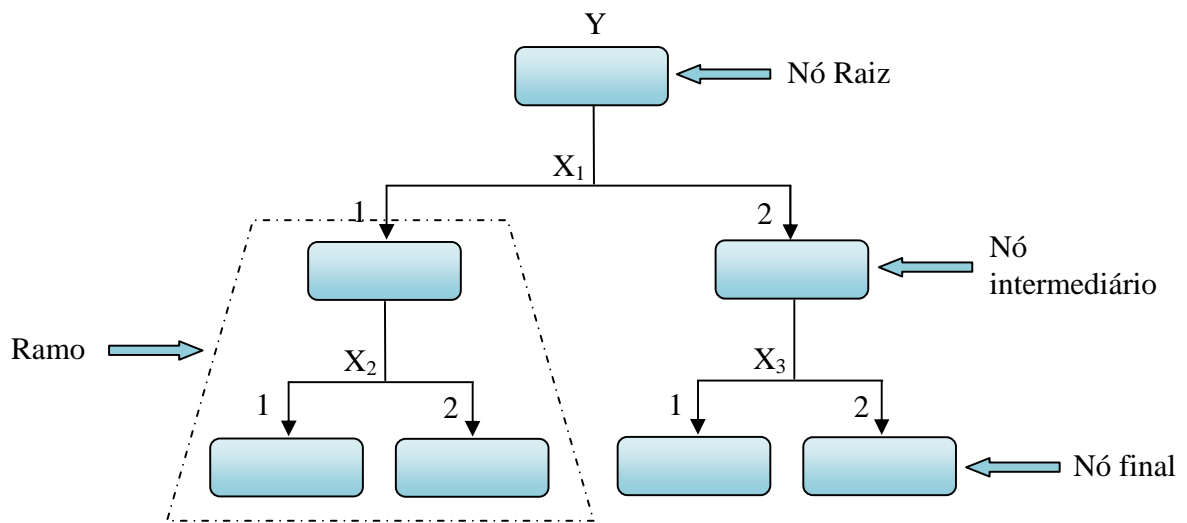 Y
Nó Raiz
X₁
1
2
Nó
intermediário
Ramo
X₂
X₃
1
2
1
2
Nó final